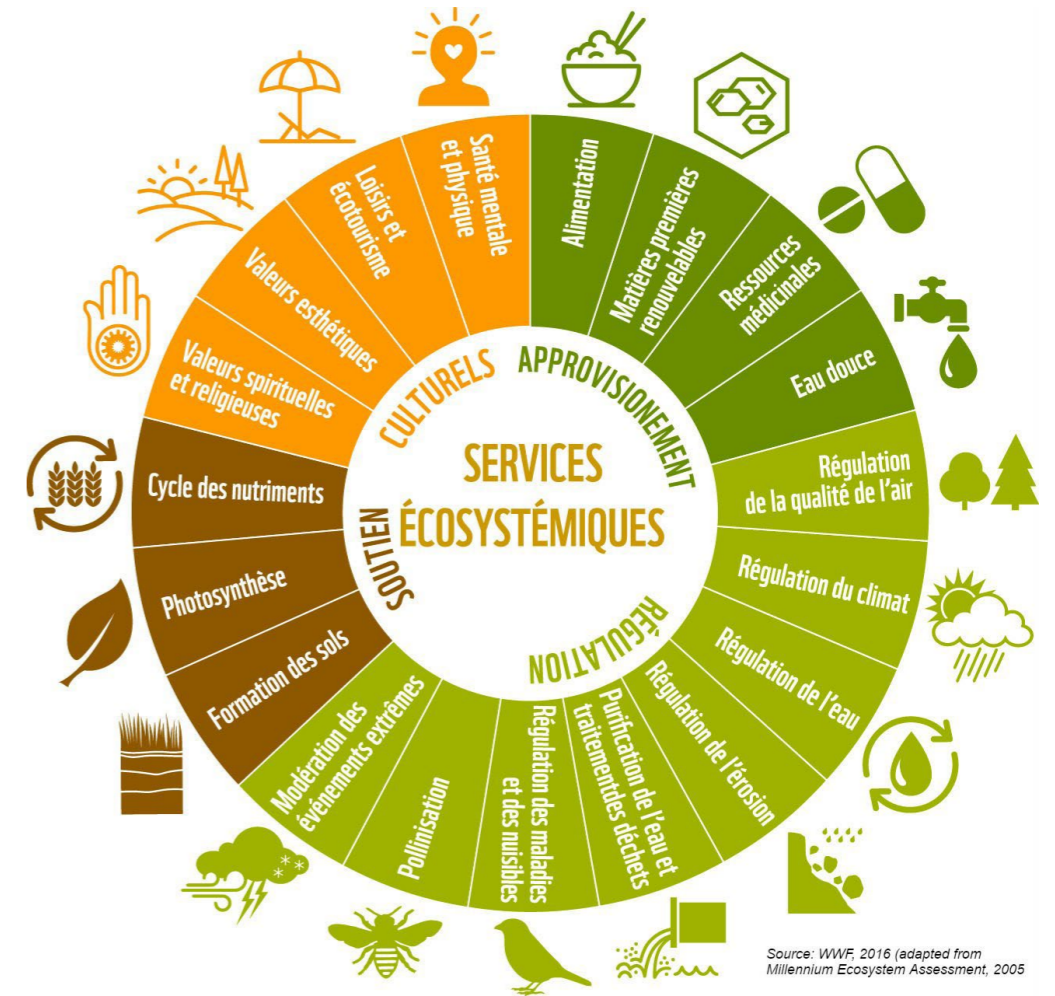 Santé mentale
et physique
Loisirs et
écotourisme
Valeurs esthétiques
Valeurs spirituelles
et religieuses
Alimentation
Matières premières
renouvelables
Ressources
médicinales
Eau douce
CULTURELS
APPROVISIONEMENT
SERVICES
ÉCOSYSTÉMIQUES
SOUTIEN
RÉGULATION
Cycle des nutriments
Photosynthèse
Formation des sols
Régulation
de la qualité de l'air
Régulation du climat
Régulation de l'eau
Régulation de l'érosion
Purification de l'eau et
traitementdes déchets
Régulation des maladies
et des nuisibles
Pollinisation
Modération des
évènements extrêmes
Source: WWF, 2016 (adapted from
Millennium Ecosystem Assessment, 2005